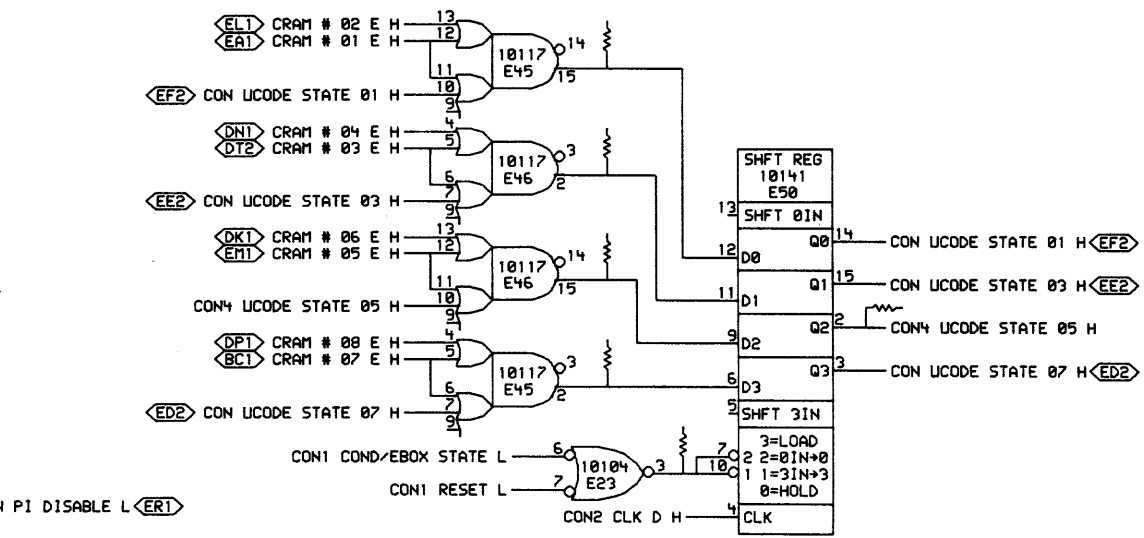 EL1 CRAM # 02 E H 13
EA1 CRAM # 01 E H 12
11
EF2 CON UCODE STATE 01 H 10
9
10117
E45
14
15
DN1 CRAM # 04 E H 4
DT2 CRAM # 03 E H 5
6
EE2 CON UCODE STATE 03 H 7
9
10117
E46
3
2
DK1 CRAM # 06 E H 13
EM1 CRAM # 05 E H 12
11
CON4 UCODE STATE 05 H 10
9
10117
E46
14
15
DP1 CRAM # 08 E H 4
BC1 CRAM # 07 E H 5
6
ED2 CON UCODE STATE 07 H 7
9
10117
E45
3
2
CON1 COND/EBOX STATE L 6
CON1 RESET L 7
10104
E23
3
N PI DISABLE L ER1
CON2 CLK D H 4 CLK
SHFT REG
10141
E50
13 SHFT 0IN
12 D0 Q0 14 CON UCODE STATE 01 H EF2
11 D1 Q1 15 CON UCODE STATE 03 H EE2
9 D2 Q2 2 CON4 UCODE STATE 05 H
6 D3 Q3 3 CON UCODE STATE 07 H ED2
5 SHFT 3IN
3=LOAD
7 2 2=0IN→0
10 1 1=3IN→3
0=HOLD